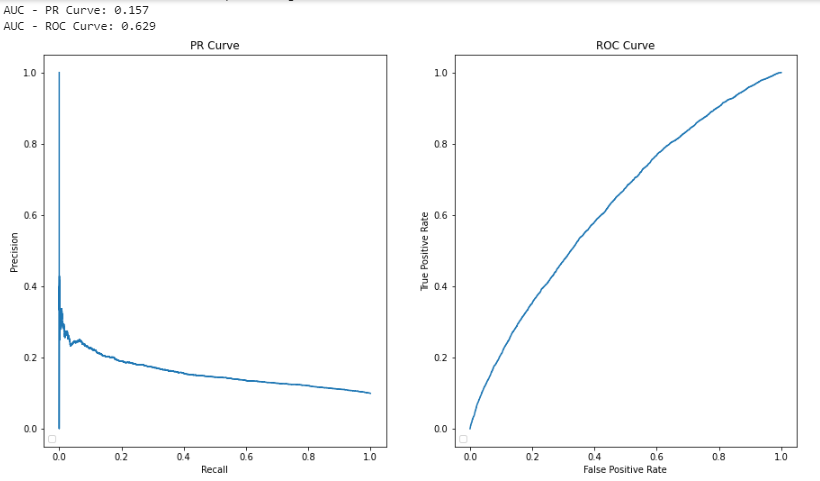 AUC - PR Curve: 0.157
AUC - ROC Curve: 0.629
PR Curve
1.0
0.8
0.6
0.4
0.2
0.0
Precision
0.0 0.2 0.4 0.6 0.8 1.0
Recall
ROC Curve
1.0
0.8
0.6
0.4
0.2
0.0
True Positive Rate
0.0 0.2 0.4 0.6 0.8 1.0
False Positive Rate